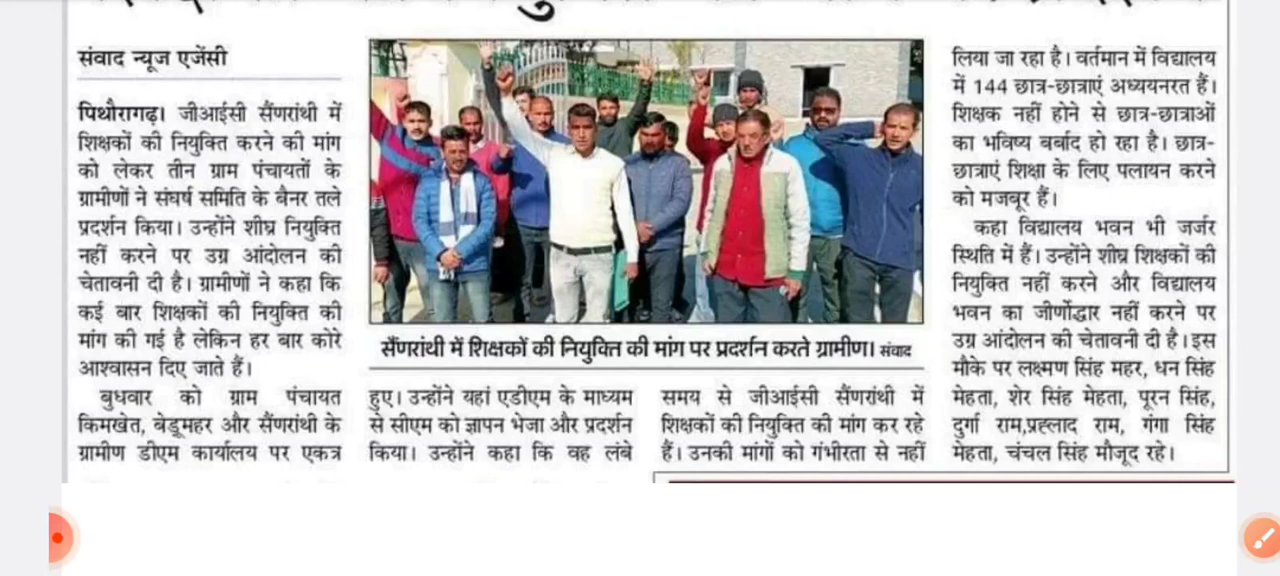 संवाद न्यूज एजेंसी
पिथौरागढ़। जीआईसी सैंणरांथी में
शिक्षकों की नियुक्ति करने की मांग
को लेकर तीन ग्राम पंचायतों के
ग्रामीणों ने संघर्ष समिति के बैनर तले
प्रदर्शन किया। उन्होंने शीघ्र नियुक्ति
नहीं करने पर उग्र आंदोलन की
चेतावनी दी है। ग्रामीणों ने कहा कि
कई बार शिक्षकों की नियुक्ति की
मांग की गई है लेकिन हर बार कोरे
आश्वासन दिए जाते हैं।
बुधवार को ग्राम पंचायत
किमखेत, बेडूमहर और सैंणरांथी के
ग्रामीण डीएम कार्यालय पर एकत्र
सैंणरांथी में शिक्षकों की नियुक्ति की मांग पर प्रदर्शन करते ग्रामीण। संवाद
हुए। उन्होंने यहां एडीएम के माध्यम
से सीएम को ज्ञापन भेजा और प्रदर्शन
किया। उन्होंने कहा कि वह लंबे
समय से जीआईसी सैंणरांथी में
शिक्षकों की नियुक्ति की मांग कर रहे
हैं। उनकी मांगों को गंभीरता से नहीं
लिया जा रहा है। वर्तमान में विद्यालय
में 144 छात्र-छात्राएं अध्ययनरत हैं।
शिक्षक नहीं होने से छात्र-छात्राओं
का भविष्य बर्बाद हो रहा है। छात्र-
छात्राएं शिक्षा के लिए पलायन करने
को मजबूर हैं।
कहा विद्यालय भवन भी जर्जर
स्थिति में हैं। उन्होंने शीघ्र शिक्षकों की
नियुक्ति नहीं करने और विद्यालय
भवन का जीर्णोद्धार नहीं करने पर
उग्र आंदोलन की चेतावनी दी है। इस
मौके पर लक्ष्मण सिंह महर, धन सिंह
मेहता, शेर सिंह मेहता, पूरन सिंह,
दुर्गा राम,प्रह्लाद राम, गंगा सिंह
मेहता, चंचल सिंह मौजूद रहे।